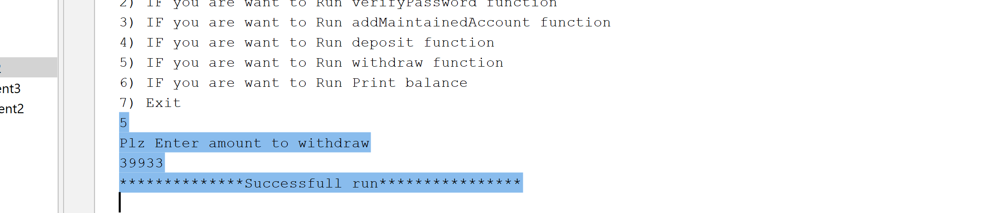 2) IF you are want to Run verifyPassword function
3) IF you are want to Run addMaintainedAccount function
4) IF you are want to Run deposit function
5) IF you are want to Run withdraw function
6) IF you are want to Run Print balance
7) Exit
5
Plz Enter amount to withdraw
39933
**************Successfull run****************
2
ent3
ent2